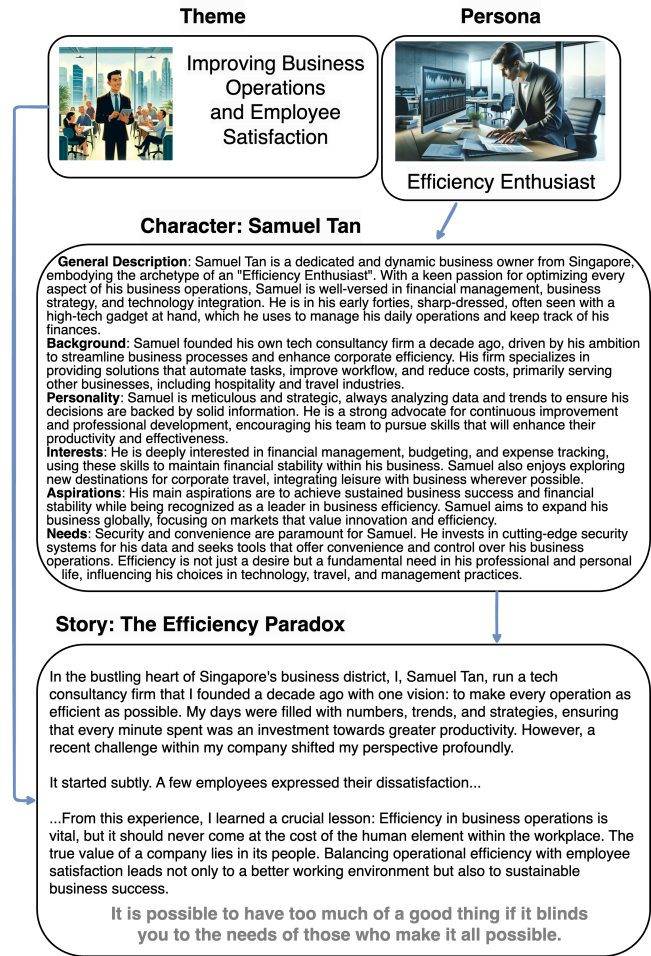 Theme
Persona
Improving Business
Operations
and Employee
Satisfaction
Efficiency Enthusiast
Character: Samuel Tan
General Description: Samuel Tan is a dedicated and dynamic business owner from Singapore,
embodying the archetype of an "Efficiency Enthusiast". With a keen passion for optimizing every
aspect of his business operations, Samuel is well-versed in financial management, business
strategy, and technology integration. He is in his early forties, sharp-dressed, often seen with a
high-tech gadget at hand, which he uses to manage his daily operations and keep track of his
finances.
Background: Samuel founded his own tech consultancy firm a decade ago, driven by his ambition
to streamline business processes and enhance corporate efficiency. His firm specializes in
providing solutions that automate tasks, improve workflow, and reduce costs, primarily serving
other businesses, including hospitality and travel industries.
Personality: Samuel is meticulous and strategic, always analyzing data and trends to ensure his
decisions are backed by solid information. He is a strong advocate for continuous improvement
and professional development, encouraging his team to pursue skills that will enhance their
productivity and effectiveness.
Interests: He is deeply interested in financial management, budgeting, and expense tracking,
using these skills to maintain financial stability within his business. Samuel also enjoys exploring
new destinations for corporate travel, integrating leisure with business wherever possible.
Aspirations: His main aspirations are to achieve sustained business success and financial
stability while being recognized as a leader in business efficiency. Samuel aims to expand his
business globally, focusing on markets that value innovation and efficiency.
Needs: Security and convenience are paramount for Samuel. He invests in cutting-edge security
systems for his data and seeks tools that offer convenience and control over his business
operations. Efficiency is not just a desire but a fundamental need in his professional and personal
life, influencing his choices in technology, travel, and management practices.
Story: The Efficiency Paradox
In the bustling heart of Singapore's business district, I, Samuel Tan, run a tech
consultancy firm that I founded a decade ago with one vision: to make every operation as
efficient as possible. My days were filled with numbers, trends, and strategies, ensuring
that every minute spent was an investment towards greater productivity. However, a
recent challenge within my company shifted my perspective profoundly.
It started subtly. A few employees expressed their dissatisfaction...
...From this experience, I learned a crucial lesson: Efficiency in business operations is
vital, but it should never come at the cost of the human element within the workplace. The
true value of a company lies in its people. Balancing operational efficiency with employee
satisfaction leads not only to a better working environment but also to sustainable
business success.
It is possible to have too much of a good thing if it blinds
you to the needs of those who make it all possible.